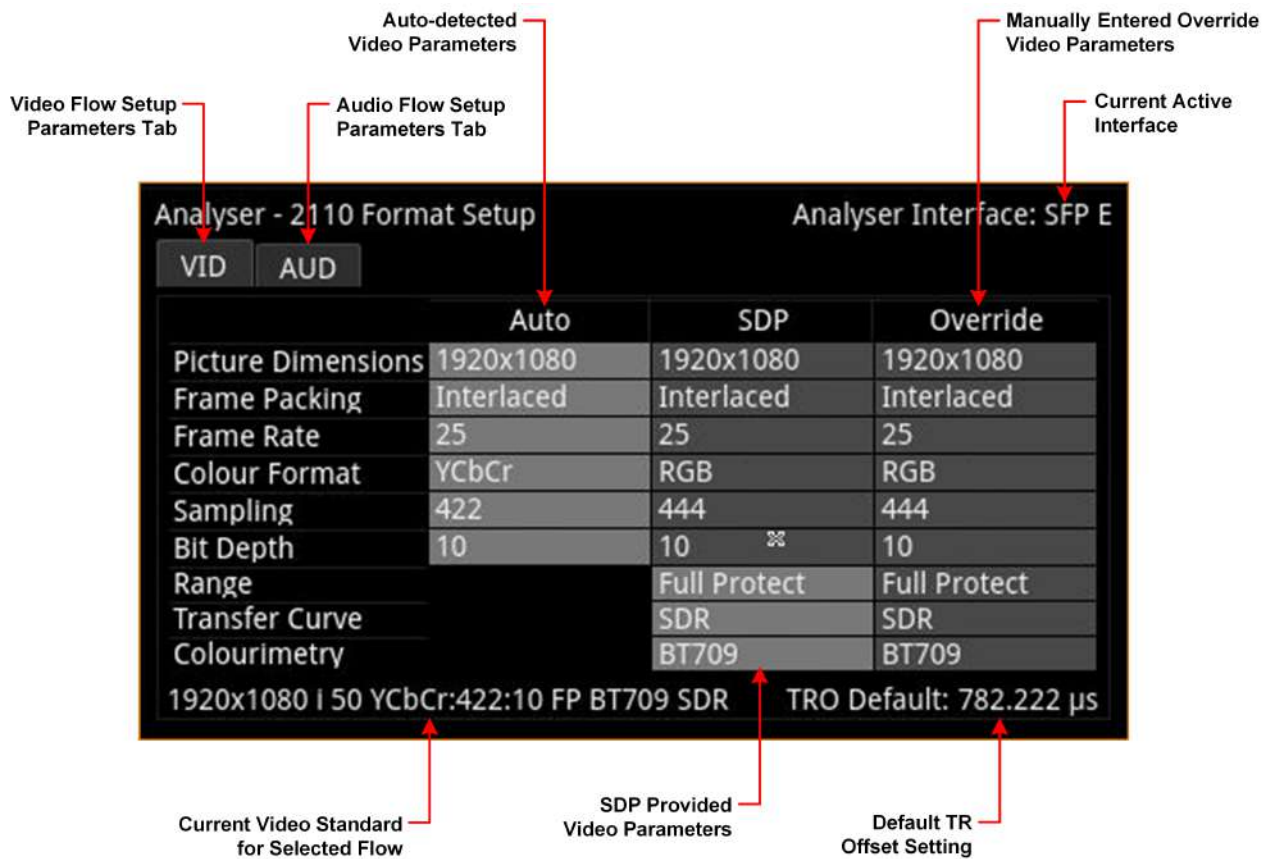 Auto-detected
Video Parameters
Manually Entered Override
Video Parameters
Video Flow Setup
Parameters Tab
Audio Flow Setup
Parameters Tab
Current Active
Interface
Analyser - 2110 Format Setup Analyser Interface: SFP E
VID AUD
Auto SDP Override
Picture Dimensions 1920x1080 1920x1080 1920x1080
Frame Packing Interlaced Interlaced Interlaced
Frame Rate 25 25 25
Colour Format YCbCr RGB RGB
Sampling 422 444 444
Bit Depth 10 10 10
Range Full Protect Full Protect
Transfer Curve SDR SDR
Colourimetry BT709 BT709
1920x1080 i 50 YCbCr:422:10 FP BT709 SDR TRO Default: 782.222 µs
Current Video Standard
for Selected Flow
SDP Provided
Video Parameters
Default TR
Offset Setting